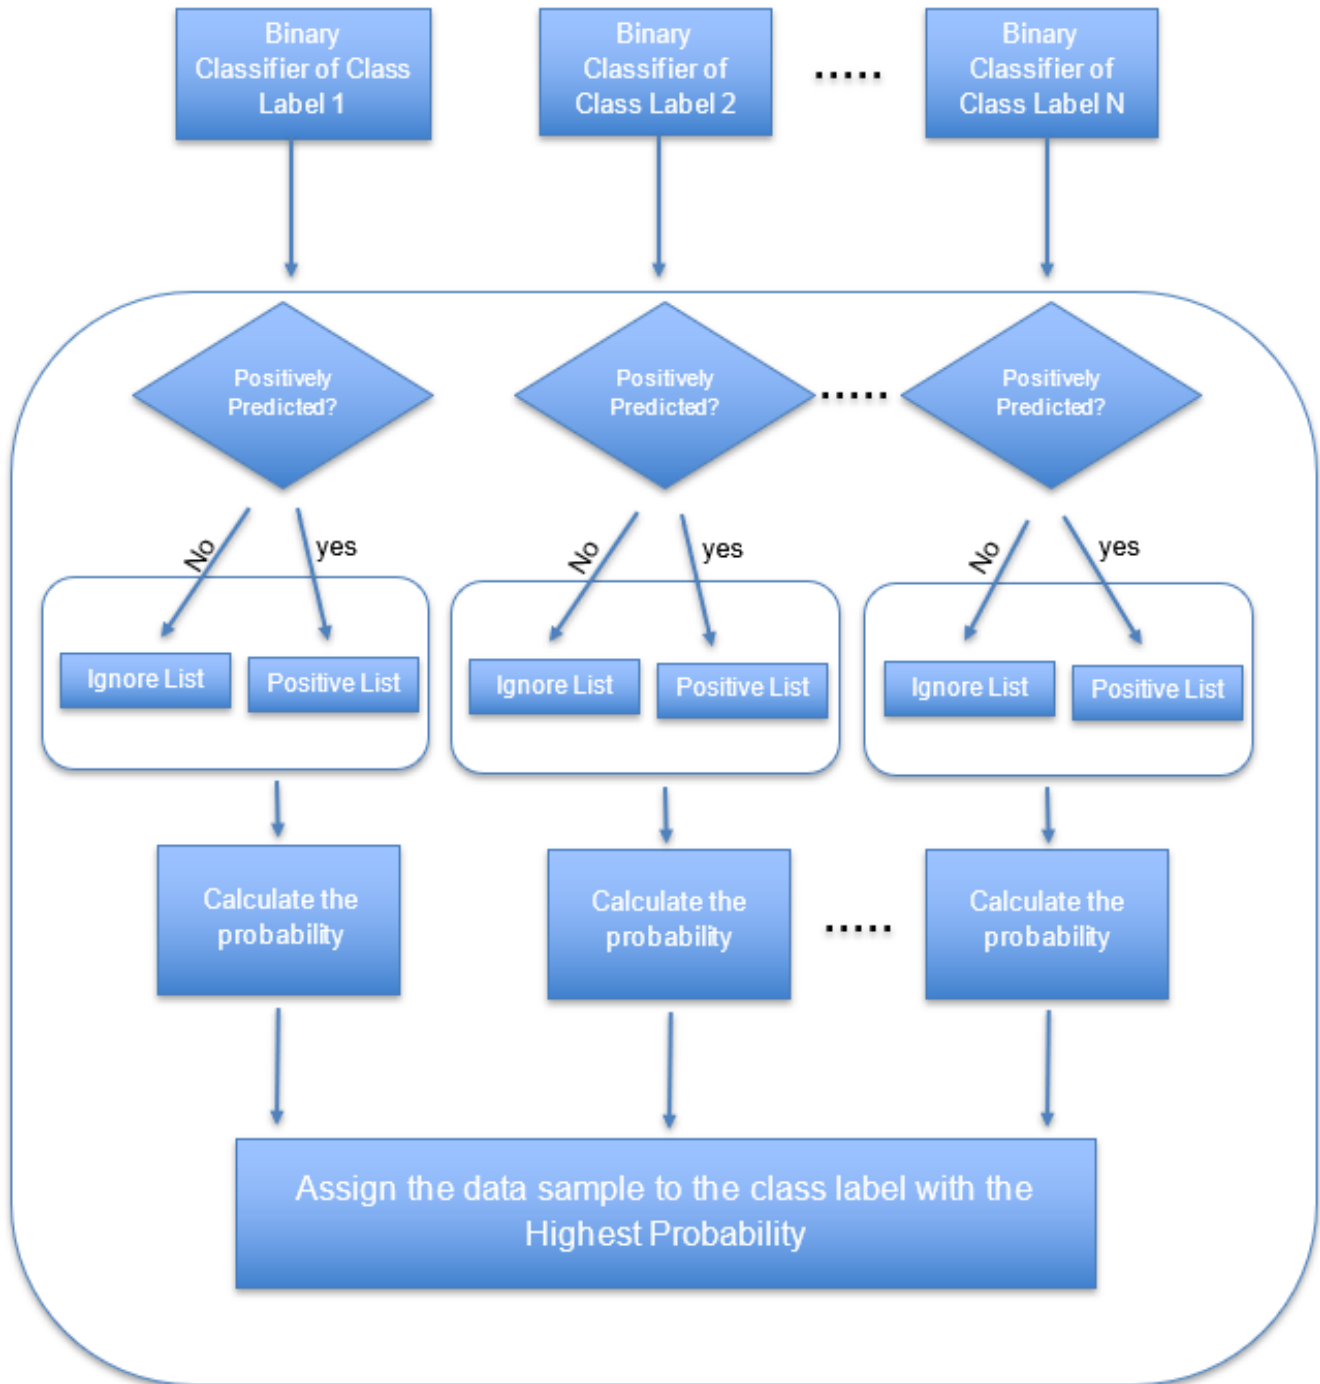 Binary
Classifier of Class
Label 1
Binary
Classifier of
Class Label 2
.....
Binary
Classifier of
Class Label N
Positively
Predicted?
Positively
Predicted?
.....
Positively
Predicted?
No
yes
No
yes
No
yes
Ignore List
Positive List
Ignore List
Positive List
Ignore List
Positive List
Calculate the
probability
Calculate the
probability
.....
Calculate the
probability
Assign the data sample to the class label with the
Highest Probability